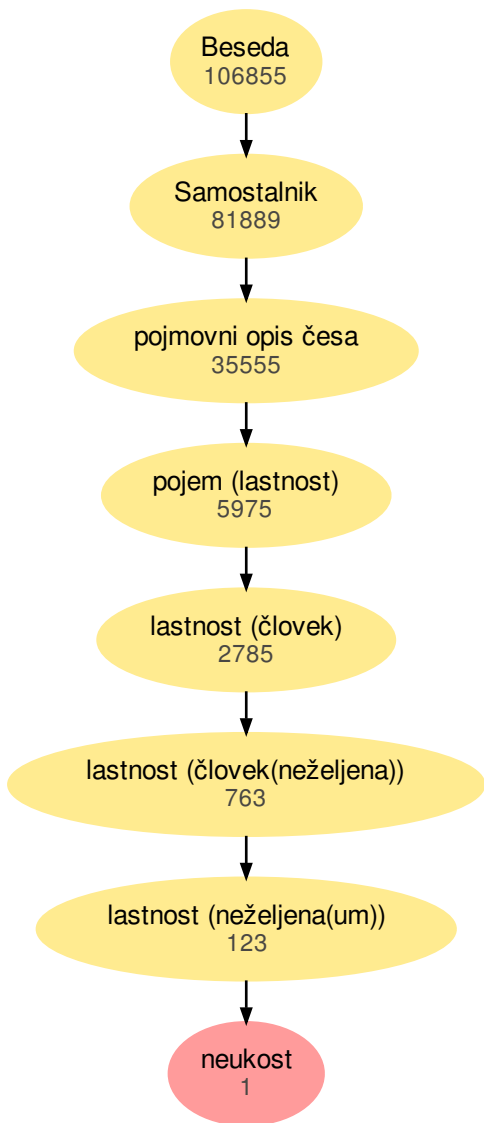 Beseda
106855
Samostalnik
81889
pojmovni opis česa
35555
pojem (lastnost)
5975
lastnost (človek)
2785
lastnost (človek(neželjena))
763
lastnost (neželjena(um))
123
neukost
1